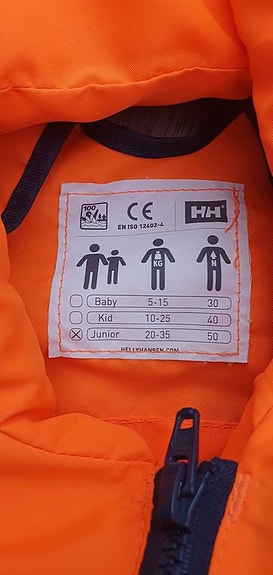 100
CE
HH
EN ISO 12402-4
KG
N
Baby 5-15 30
Kid 10-25 40
Junior 20-35 50
HELLYHANSEN.COM